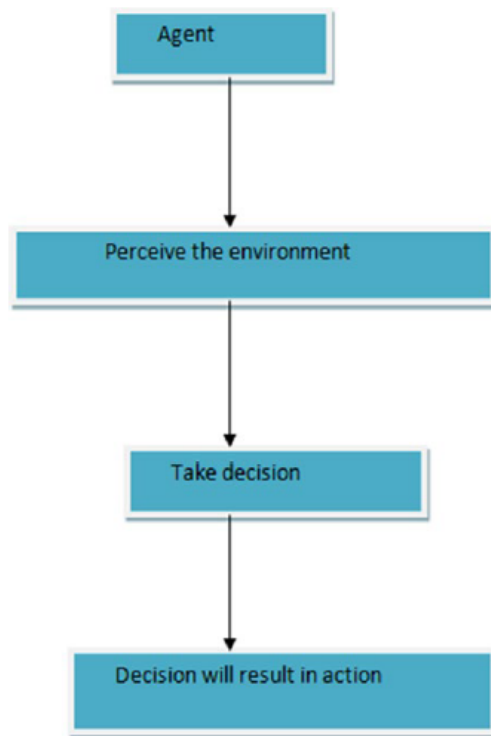 Agent
Perceive the environment
Take decision
Decision will result in action